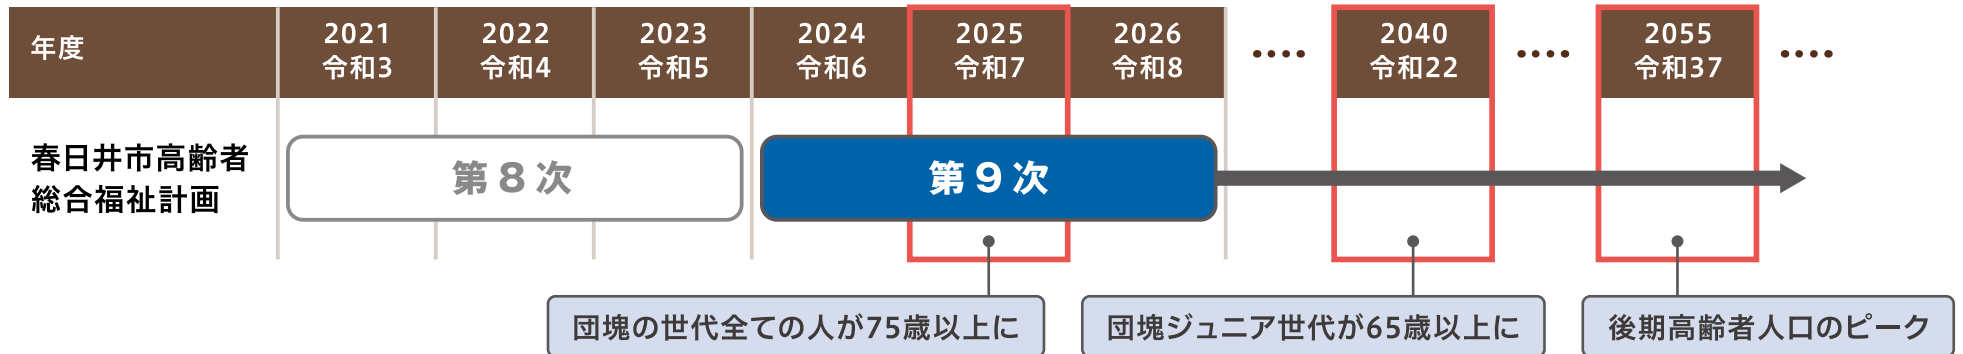 年度
2021
令和3
2022
令和4
2023
令和5
2024
令和6
2025
令和7
2026
令和8
••••
2040
令和22
••••
2055
令和37
••••
春日井市高齢者
総合福祉計画
第8次
第9次
団塊の世代全ての人が75歳以上に
団塊ジュニア世代が65歳以上に
後期高齢者人口のピーク